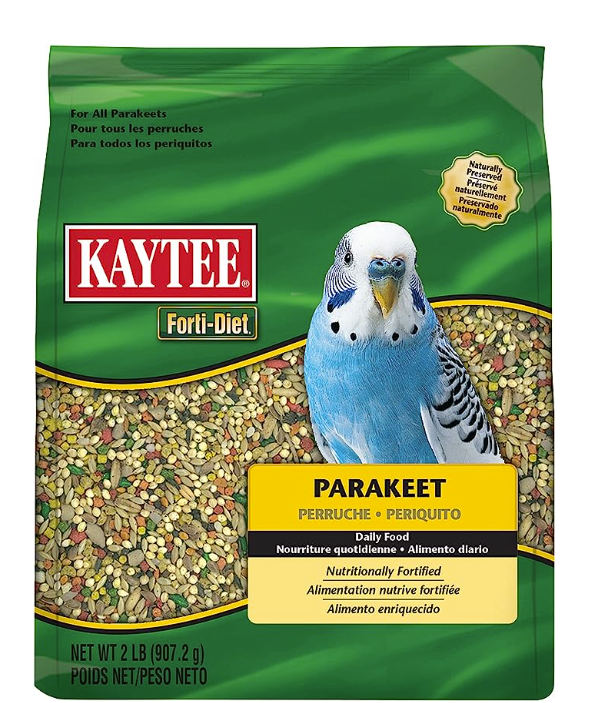 For All Parakeets
Pour tous les perruches
Para todos los periquitos
Naturally
Preserved
Préservé
naturellement
Preservado
naturalmente
KAYTEE®
Forti-Diet
PARAKEET
PERRUCHE • PERIQUITO
Daily Food
Nourriture quotidienne • Alimento diario
Nutritionally Fortified
Alimentation nutrive fortifiée
Alimento enriquecido
NET WT 2 LB (907.2 g)
POIDS NET/PESO NETO